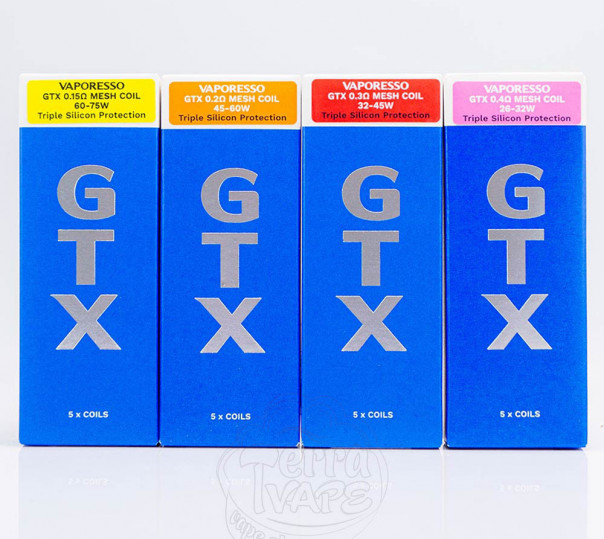 VAPORESSO
GTX 0.15Ω MESH COIL
60-75W
Triple Silicon Protection
G
T
X
5 x COILS
VAPORESSO
GTX 0.2Ω MESH COIL
45-60W
Triple Silicon Protection
G
T
X
5 x COILS
VAPORESSO
GTX 0.3Ω MESH COIL
32-45W
Triple Silicon Protection
G
T
X
5 x COILS
VAPORESSO
GTX 0.4Ω MESH COIL
26-32W
Triple Silicon Protection
G
T
X
5 x COILS
Terra
VAPE